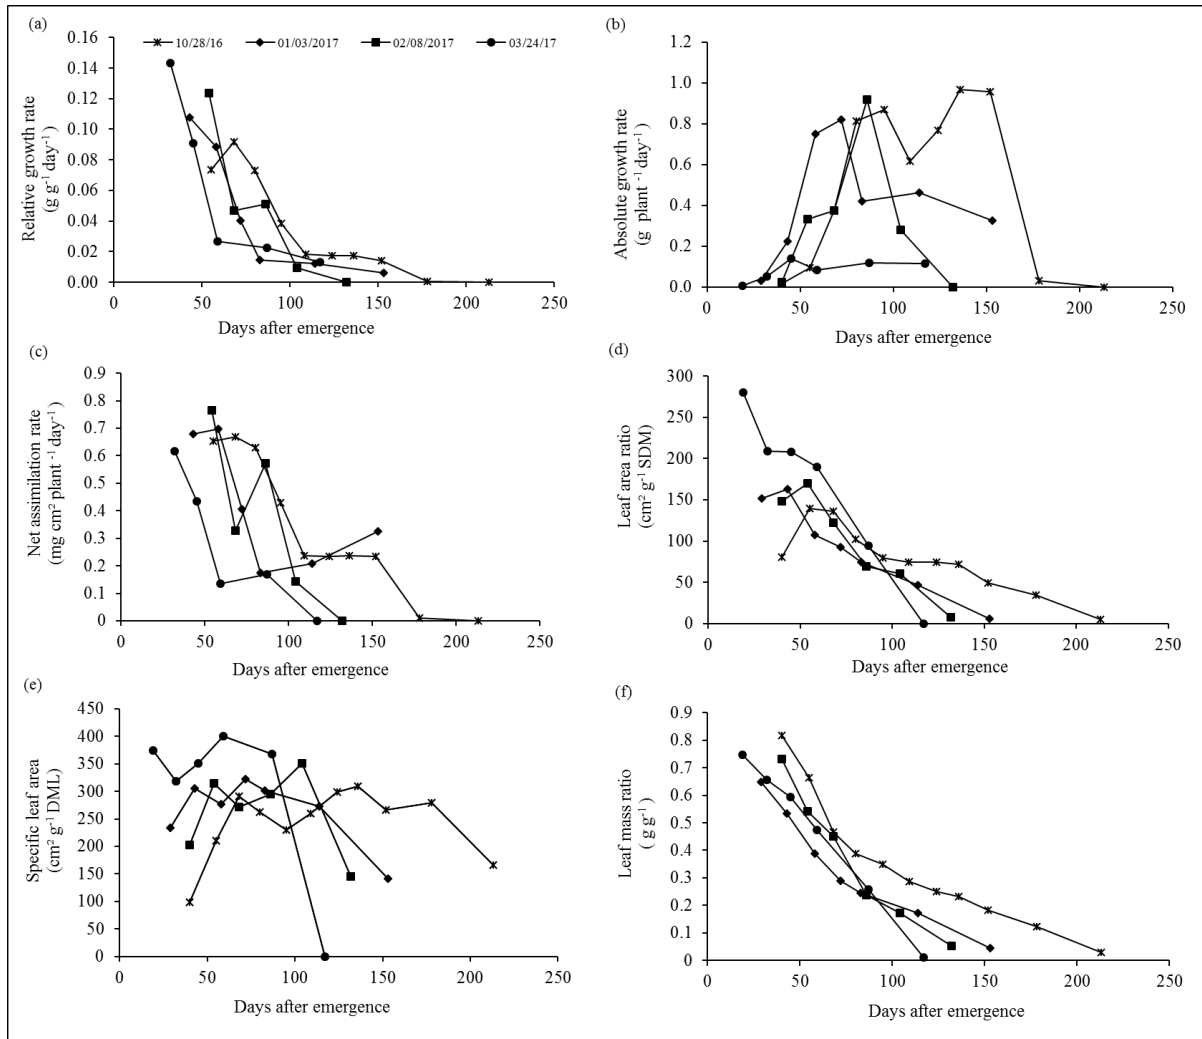 (a)
10/28/16 01/03/2017 02/08/2017 03/24/17
0.16
0.14
0.12
0.10
0.08
0.06
0.04
0.02
0.00
0 50 100 150 200 250
Relative growth rate
(g g⁻¹ day⁻¹)
Days after emergence
(b)
1.2
1.0
0.8
0.6
0.4
0.2
0.0
0 50 100 150 200 250
Absolute growth rate
(g plant ⁻¹ day⁻¹)
Days after emergence
(c)
0.9
0.8
0.7
0.6
0.5
0.4
0.3
0.2
0.1
0
0 50 100 150 200 250
Net assimilation rate
(mg cm² plant ⁻¹ day⁻¹)
Days after emergence
(d)
300
250
200
150
100
50
0
0 50 100 150 200 250
Leaf area ratio
(cm² g⁻¹ SDM)
Days after emergence
(e)
450
400
350
300
250
200
150
100
50
0
0 50 100 150 200 250
Specific leaf area
(cm² g⁻¹ DML)
Days after emergence
(f)
0.9
0.8
0.7
0.6
0.5
0.4
0.3
0.2
0.1
0
0 50 100 150 200 250
Leaf mass ratio
( g g⁻¹)
Days after emergence